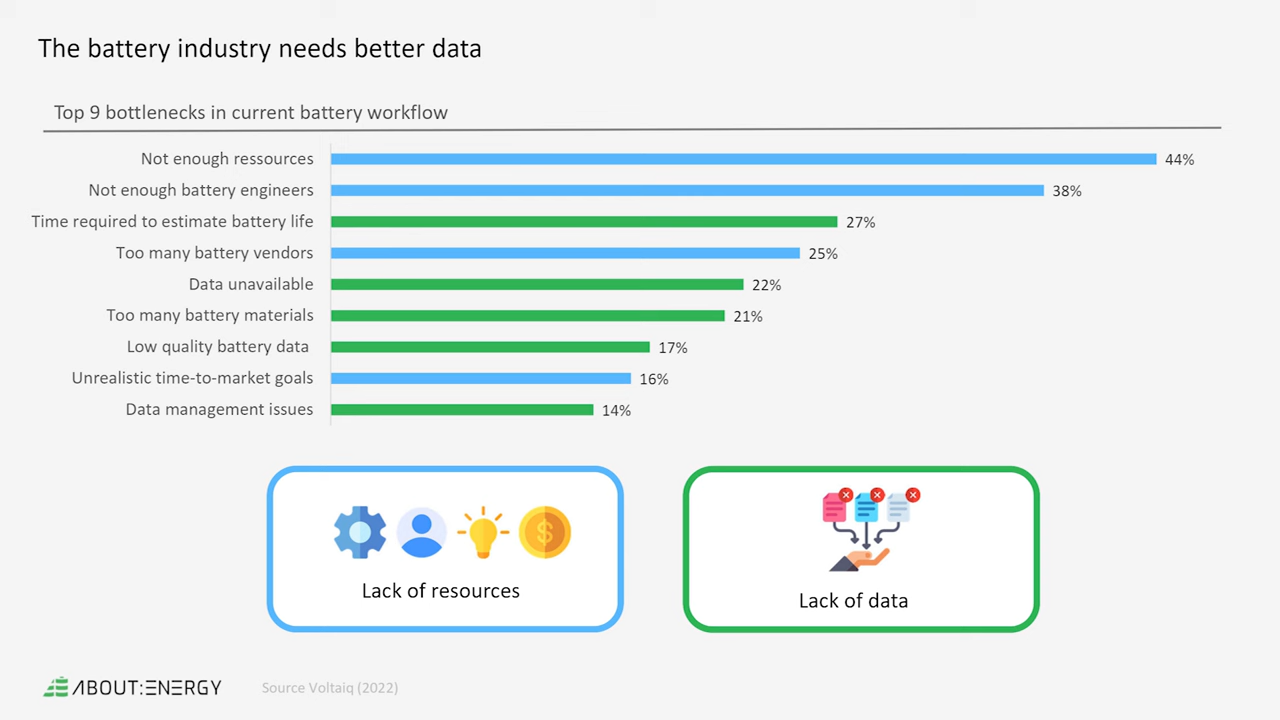 The battery industry needs better data
Top 9 bottlenecks in current battery workflow
Not enough ressources 44%
Not enough battery engineers 38%
Time required to estimate battery life 27%
Too many battery vendors 25%
Data unavailable 22%
Too many battery materials 21%
Low quality battery data 17%
Unrealistic time-to-market goals 16%
Data management issues 14%
$
Lack of resources
Lack of data
ABOUT:ENERGY
Source Voltaiq (2022)